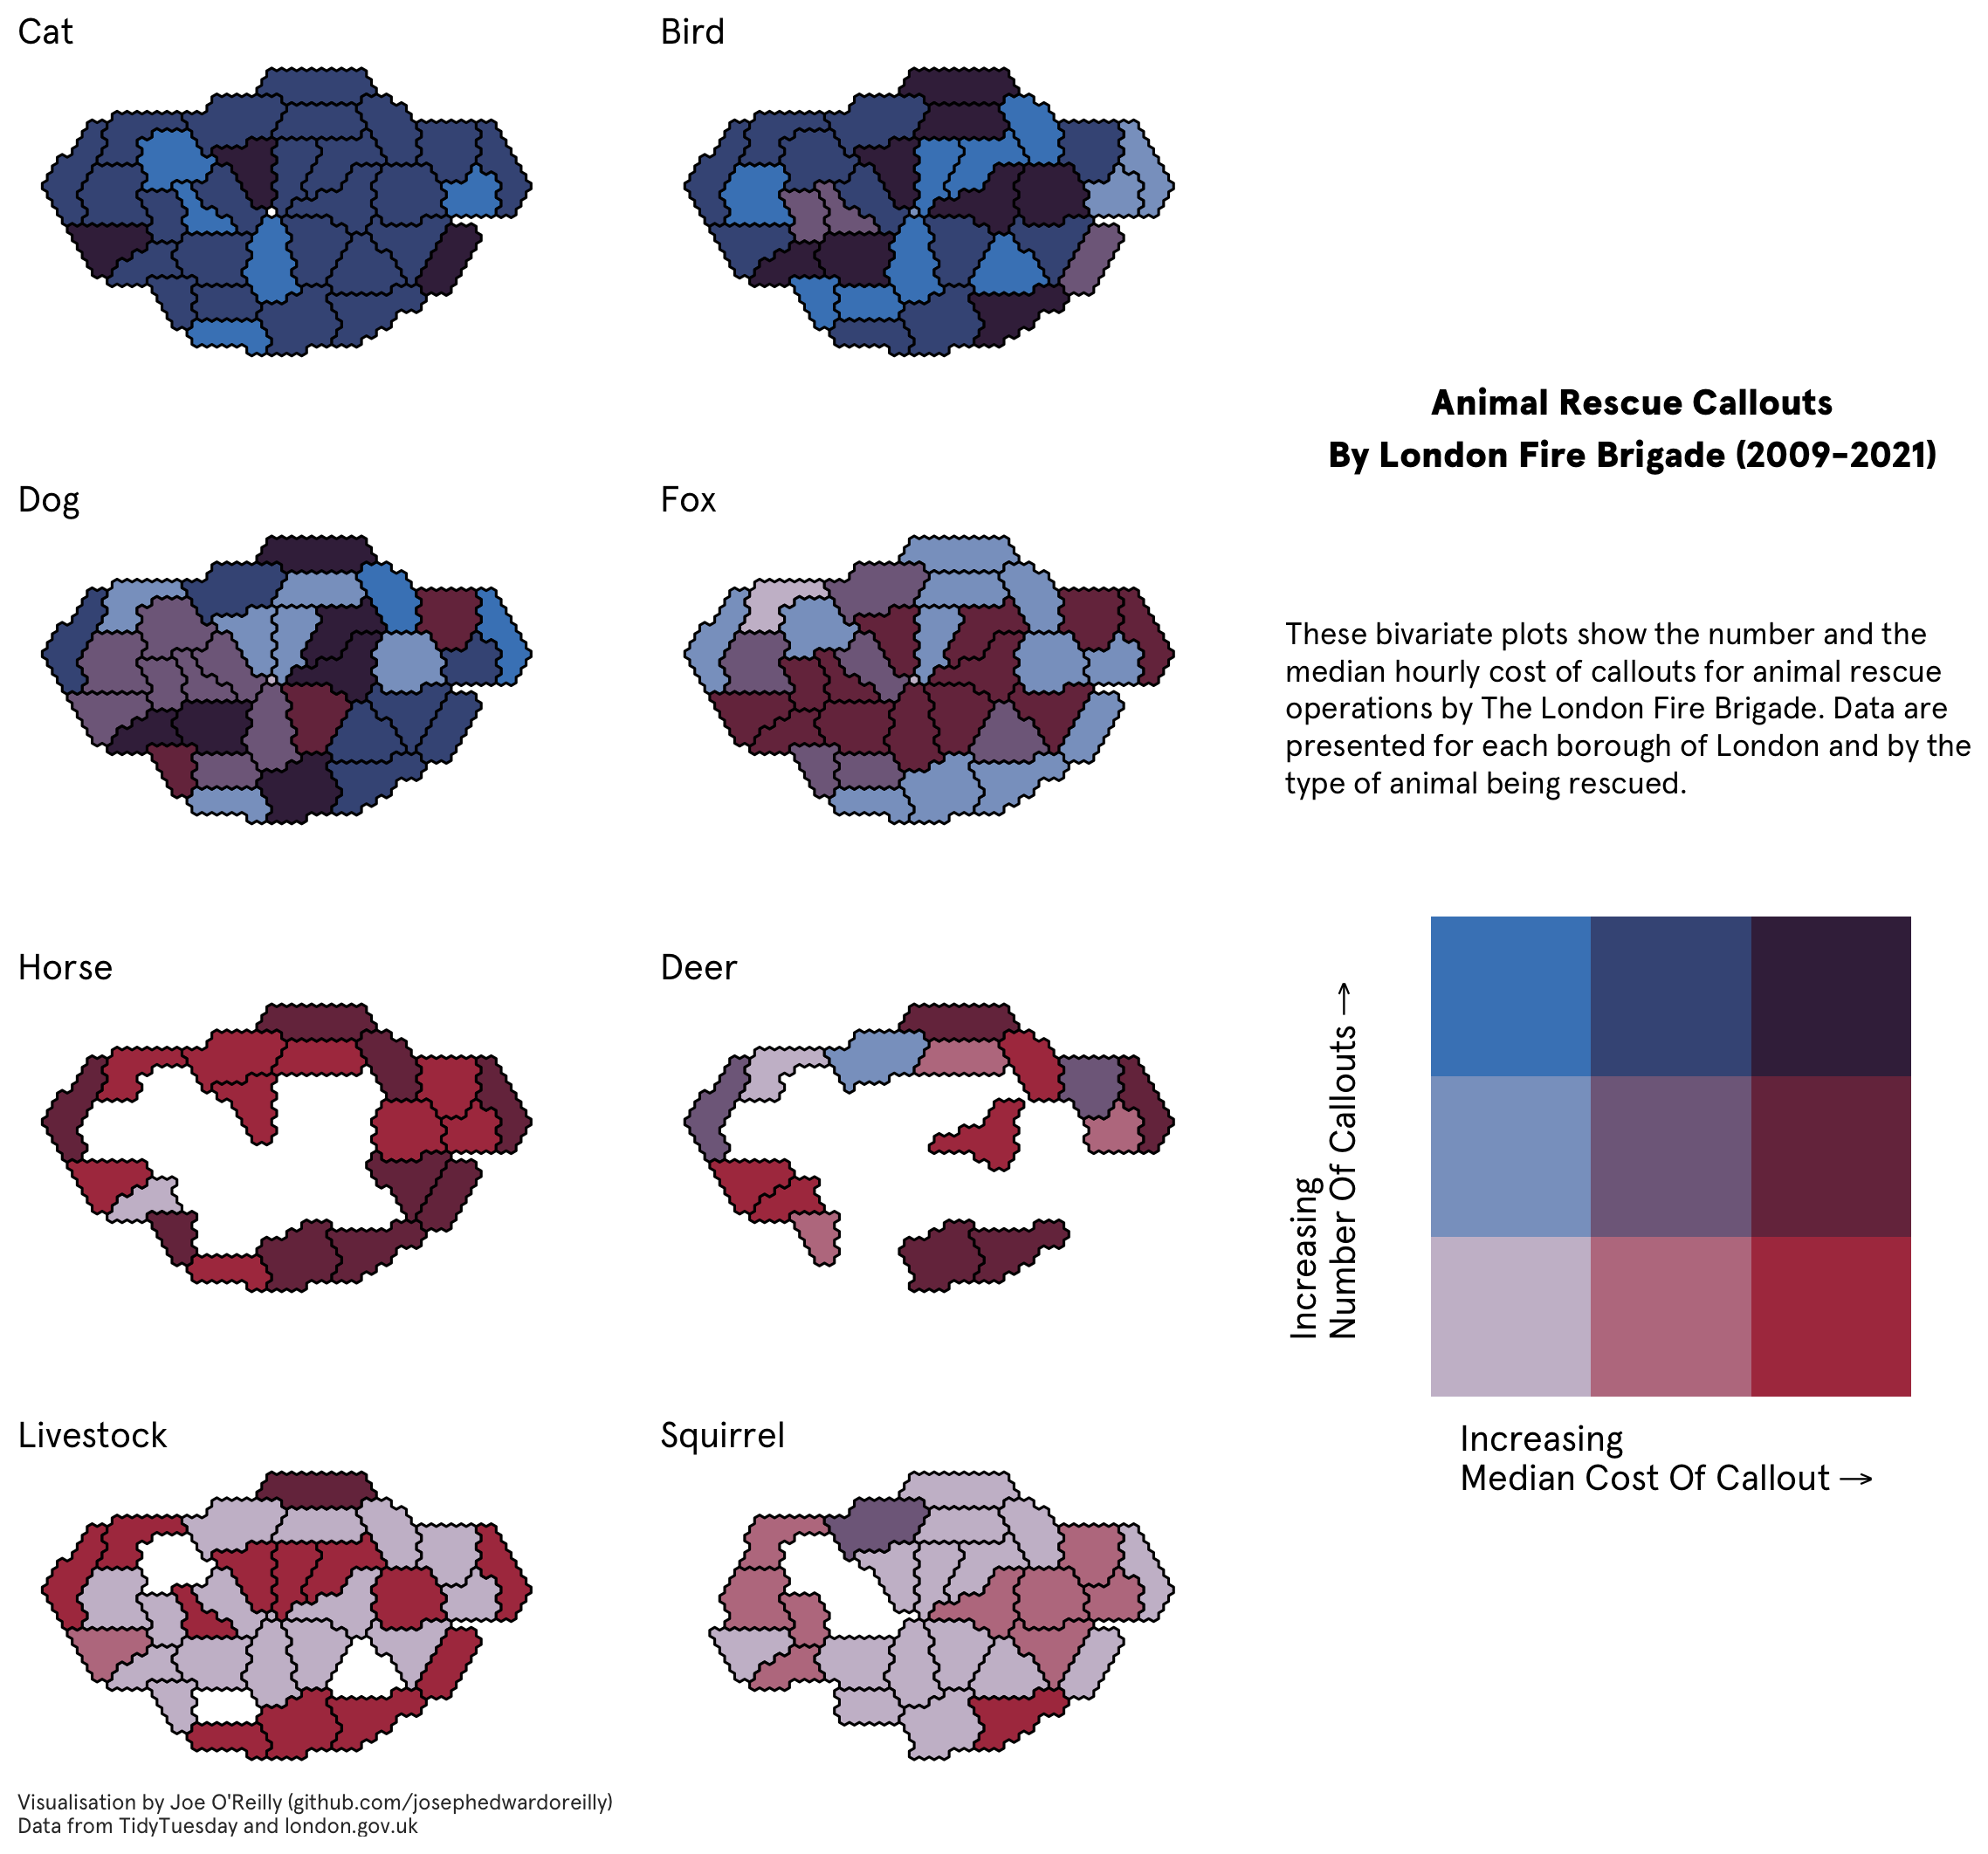 Cat
Bird
Animal Rescue Callouts
By London Fire Brigade (2009-2021)
Dog
Fox
These bivariate plots show the number and the
median hourly cost of callouts for animal rescue
operations by The London Fire Brigade. Data are
presented for each borough of London and by the
type of animal being rescued.
Horse
Deer
Increasing
Number Of Callouts →
Increasing
Median Cost Of Callout →
Livestock
Squirrel
Visualisation by Joe O'Reilly (github.com/josephedwardoreilly)
Data from TidyTuesday and london.gov.uk